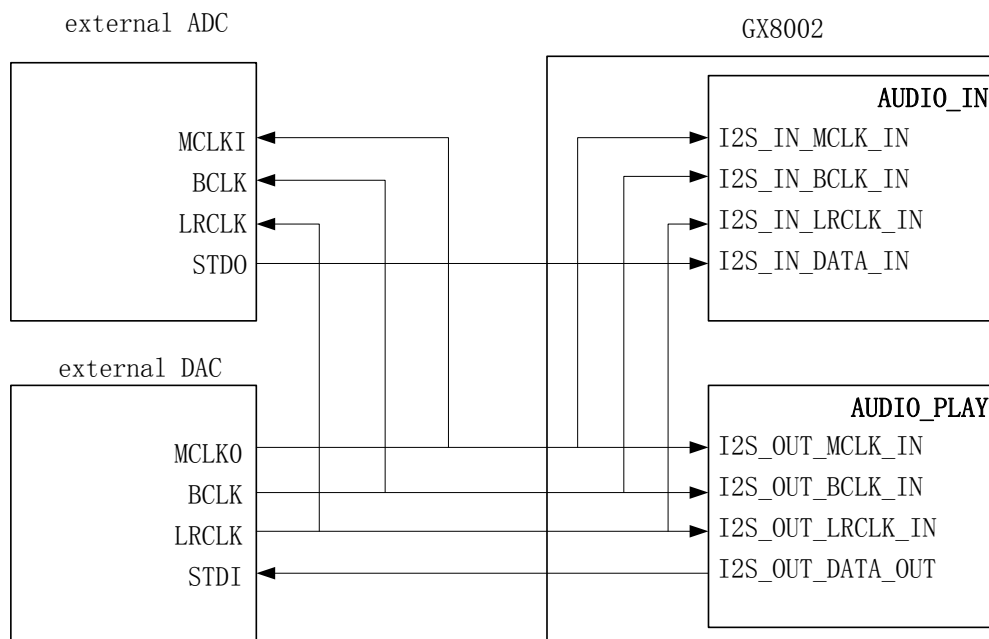 external ADC
MCLKI
BCLK
LRCLK
STDO
external DAC
MCLKO
BCLK
LRCLK
STDI
GX8002
AUDIO_IN
I2S_IN_MCLK_IN
I2S_IN_BCLK_IN
I2S_IN_LRCLK_IN
I2S_IN_DATA_IN
AUDIO_PLAY
I2S_OUT_MCLK_IN
I2S_OUT_BCLK_IN
I2S_OUT_LRCLK_IN
I2S_OUT_DATA_OUT